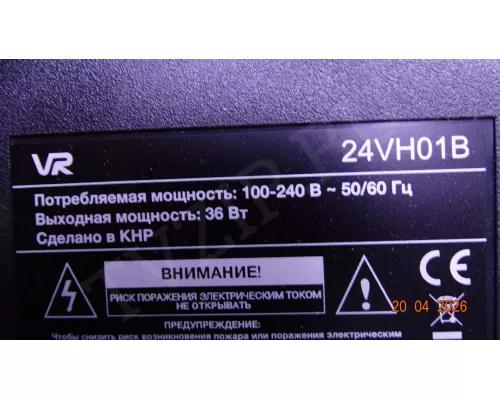 VR 24VH01B
Потребляемая мощность: 100-240 В ~ 50/60 Гц
Выходная мощность: 36 Вт
Сделано в КНР
ВНИМАНИЕ!
РИСК ПОРАЖЕНИЯ ЭЛЕКТРИЧЕСКИМ ТОКОМ
НЕ ОТКРЫВАТЬ
CE
20 04 2026
ПРЕДУПРЕЖДЕНИЕ:
Чтобы снизить риск возникновения пожара или поражения электрическим